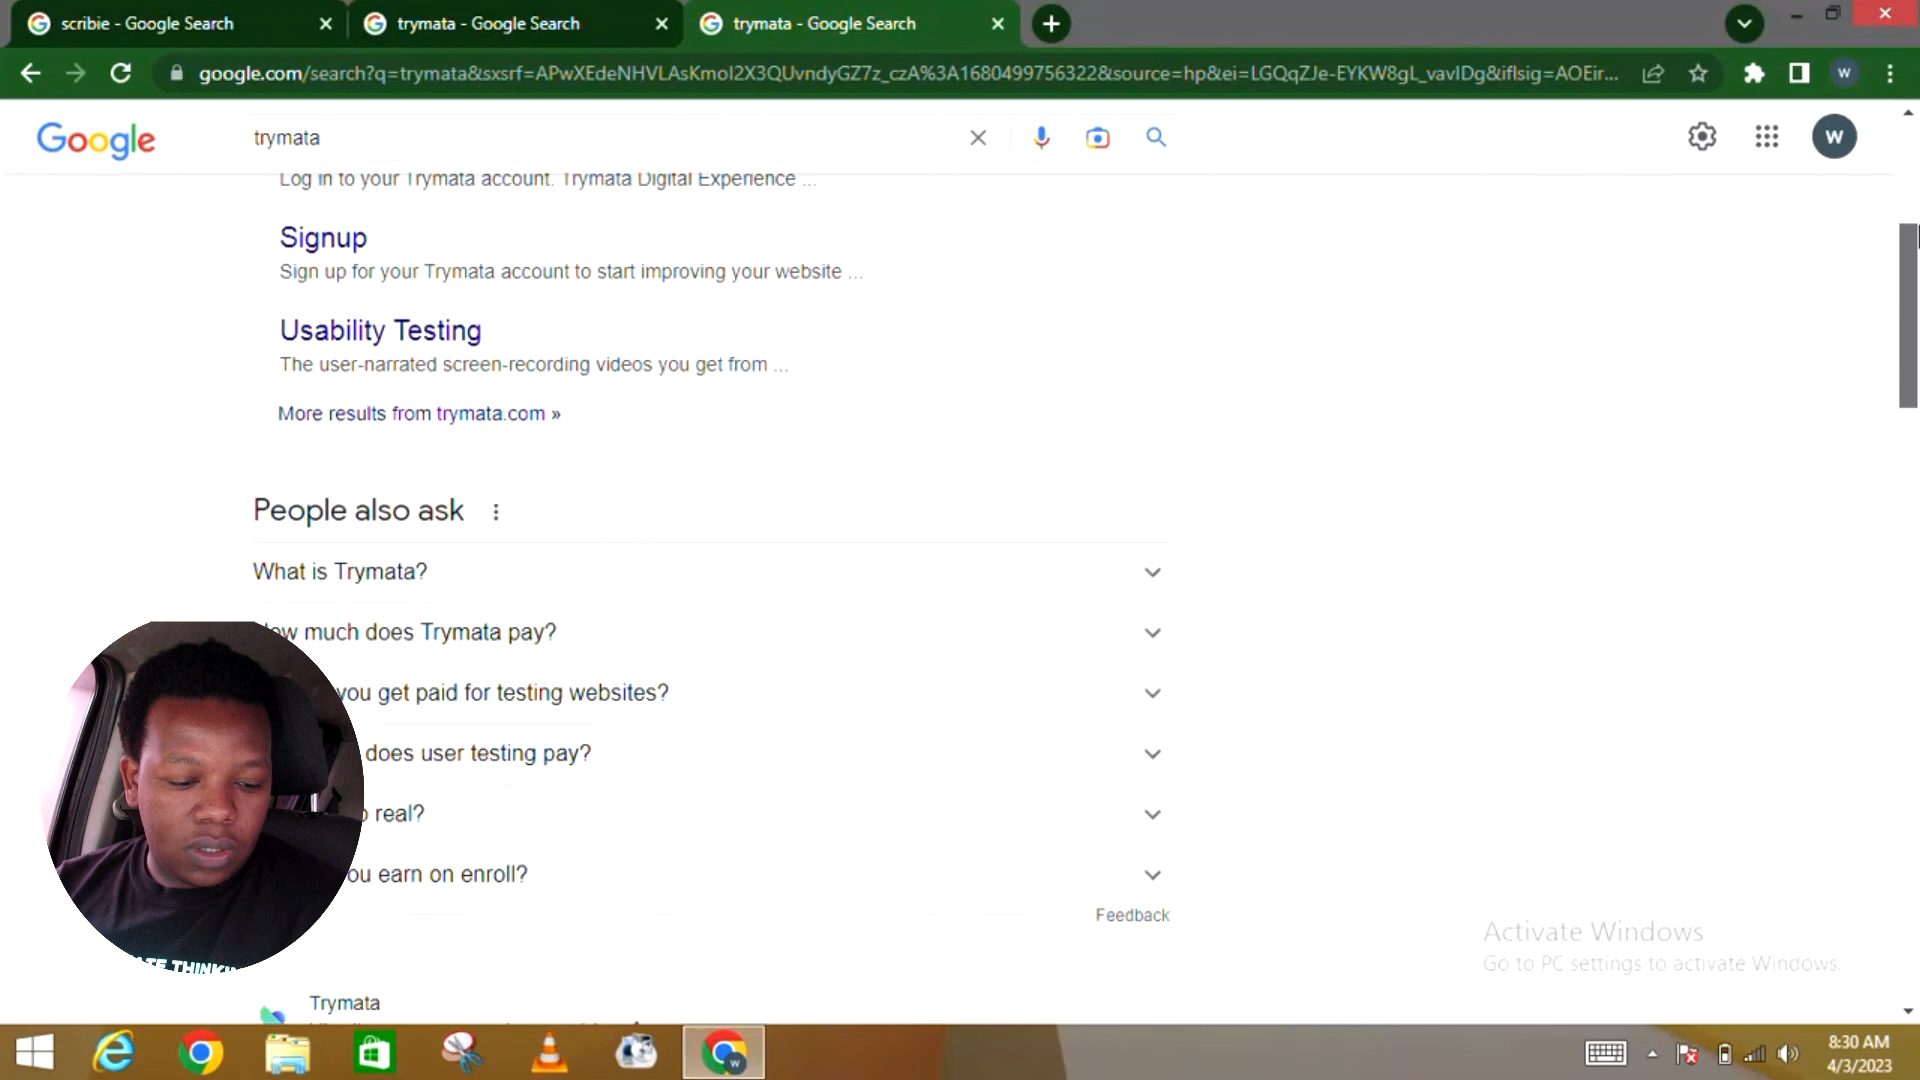 scribie - Google Search
trymata - Google Search
trymata - Google Search
google.com/search?q=trymata&sxsrf=APwXEdeNHVLAsKmoI2X3QUvndyGZ7z_czA%3A1680499756322&source=hp&ei=LGQqZJe-EYKW8gL_vavIDg&iflsig=AOEir...
W
Google
trymata
W
Log in to your Trymata account. Trymata Digital Experience ...
Signup
Sign up for your Trymata account to start improving your website ...
Usability Testing
The user-narrated screen-recording videos you get from ...
More results from trymata.com »
People also ask
What is Trymata?
How much does Trymata pay?
you get paid for testing websites?
does user testing pay?
real?
ou earn on enroll?
Feedback
Activate Windows
Go to PC settings to activate Windows.
Trymata
W
8:30 AM
4/3/2023